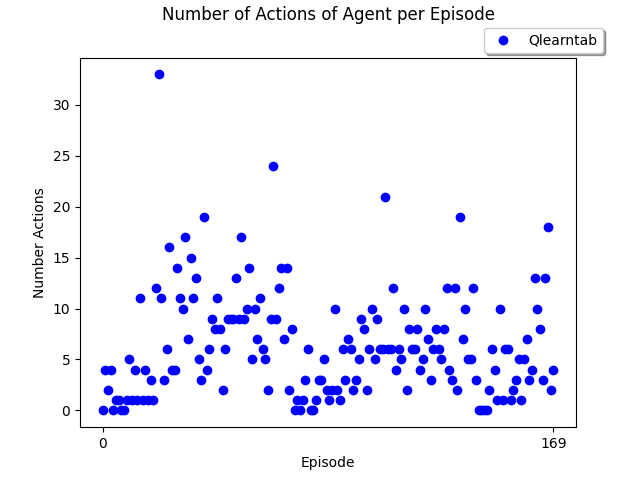 Number of Actions of Agent per Episode
Qlearntab
30
25
20
15
10
5
0
Number Actions
0 169
Episode